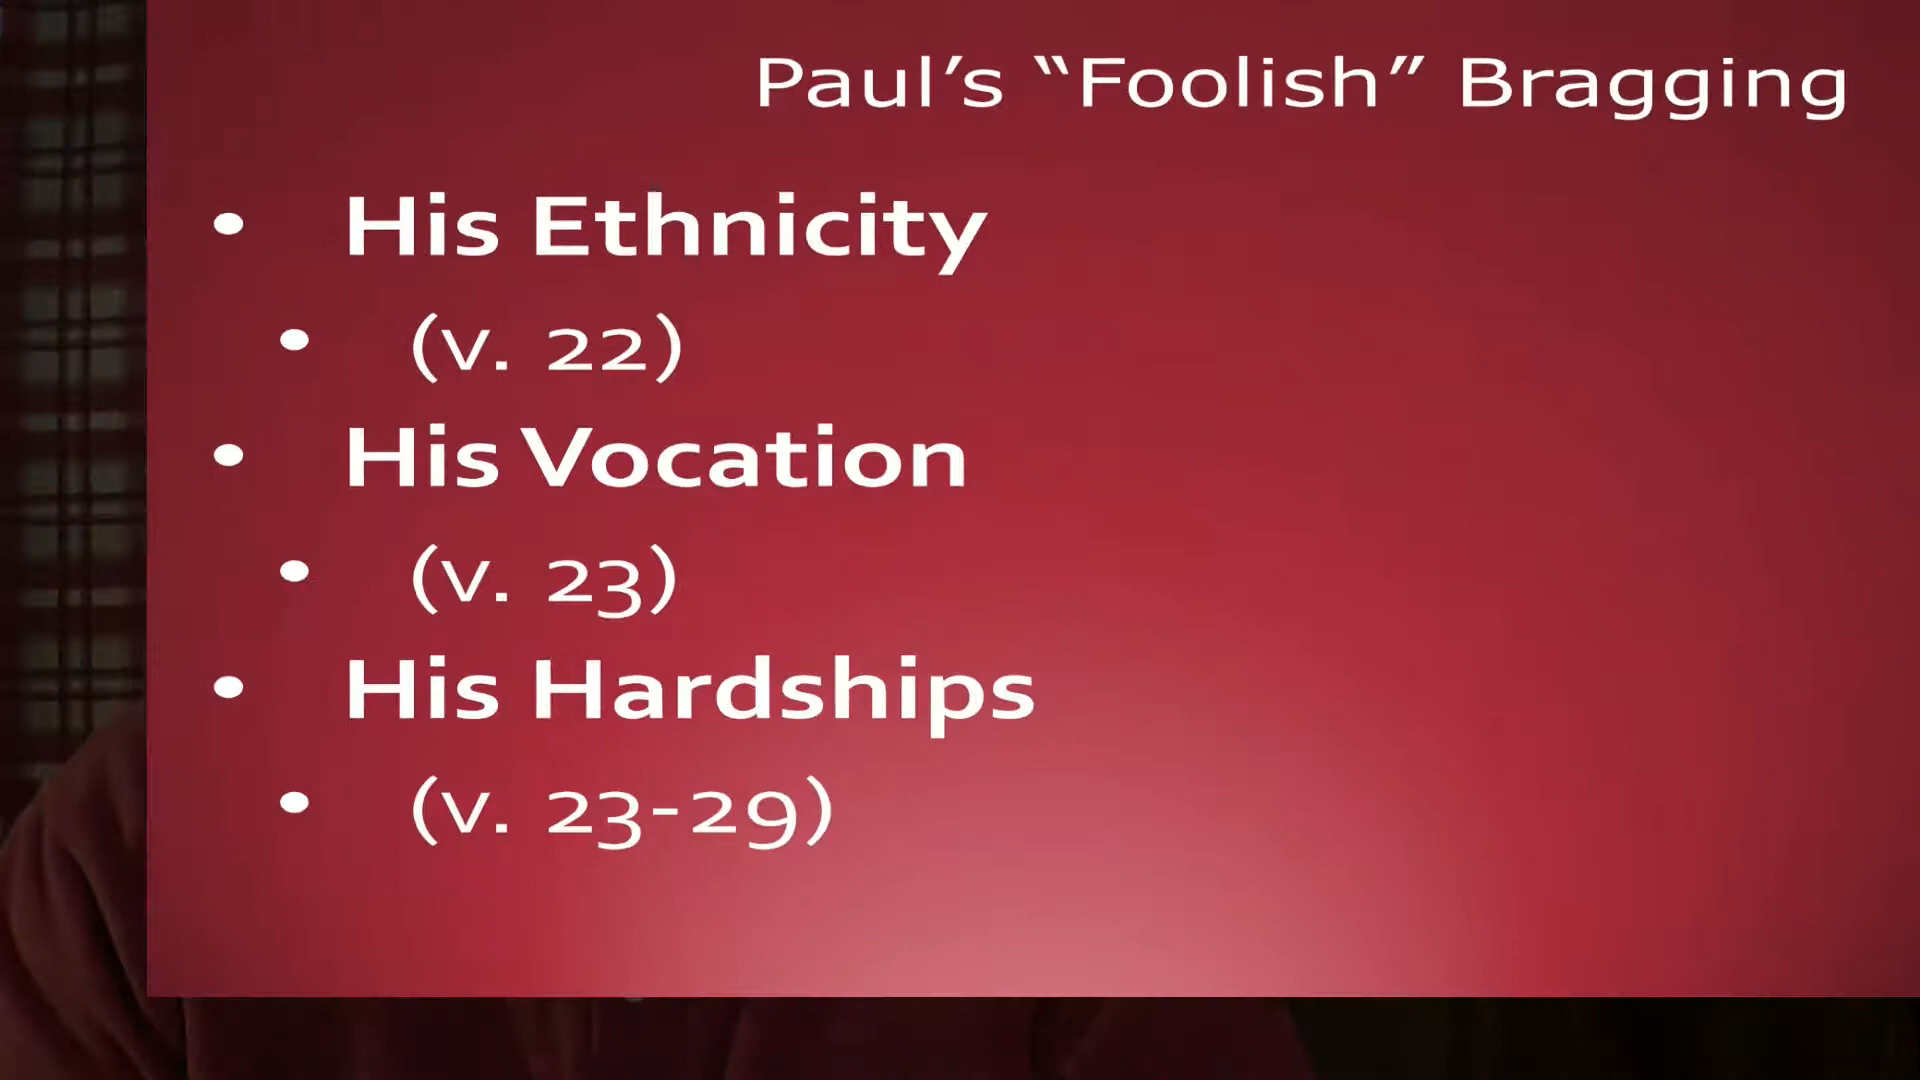 Paul’s “Foolish” Bragging
• His Ethnicity
• (v. 22)
• His Vocation
• (v. 23)
• His Hardships
• (v. 23-29)